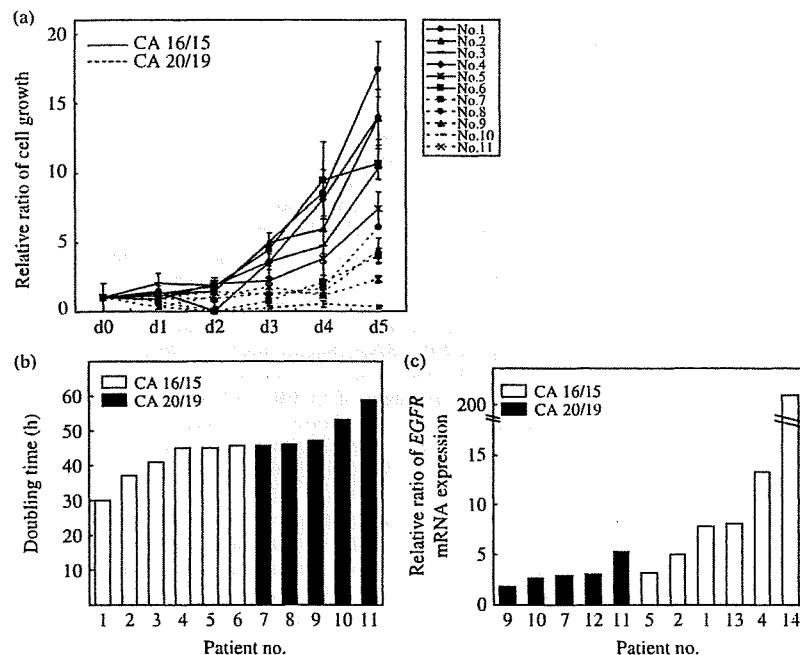 (a)
20
15
10
5
0
Relative ratio of cell growth
CA 16/15
CA 20/19
d0 d1 d2 d3 d4 d5
No.1
No.2
No.3
No.4
No.5
No.6
No.7
No.8
No.9
No.10
No.11
(b)
60
50
40
30
20
10
Doubling time (h)
CA 16/15
CA 20/19
1 2 3 4 5 6 7 8 9 10 11
Patient no.
(c)
200
15
10
5
0
Relative ratio of EGFR
mRNA expression
CA 16/15
CA 20/19
9 10 7 12 11 5 2 1 13 4 14
Patient no.